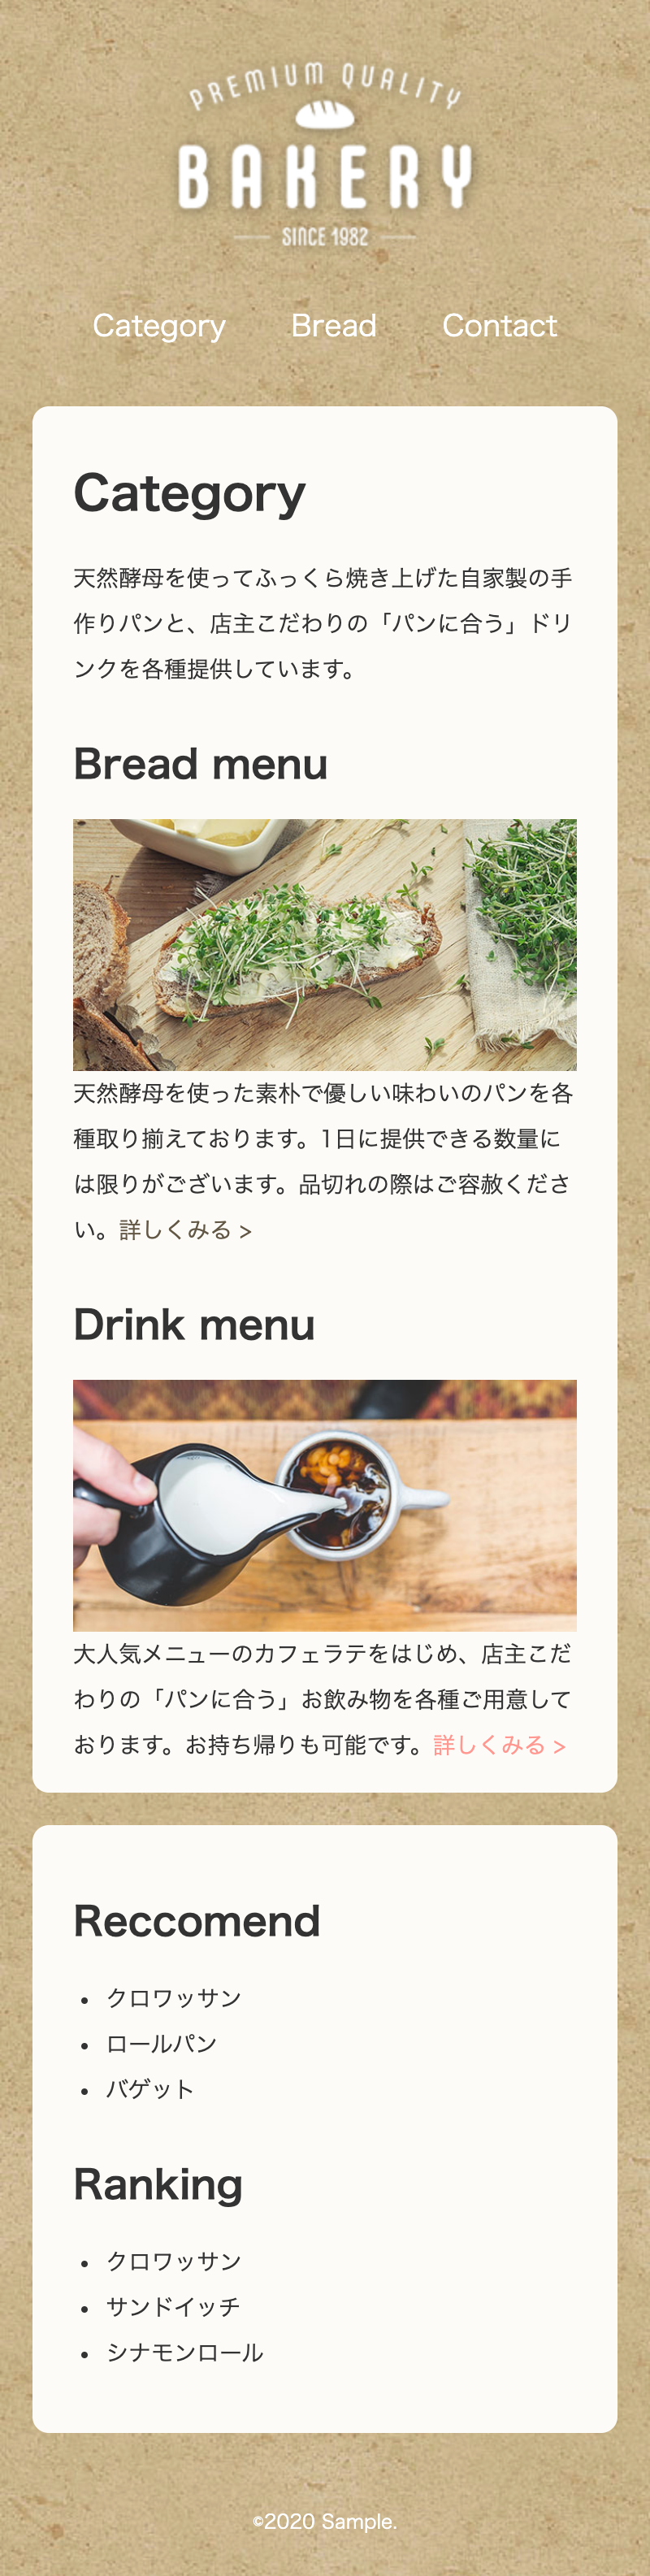 PREMIUM QUALITY
BAKERY
SINCE 1982
Category Bread Contact
Category
天然酵母を使ってふっくら焼き上げた自家製の手
作りパンと、店主こだわりの「パンに合う」ドリ
ンクを各種提供しています。
Bread menu
天然酵母を使った素朴で優しい味わいのパンを各
種取り揃えております。1日に提供できる数量に
は限りがございます。品切れの際はご容赦くださ
い。詳しくみる >
Drink menu
大人気メニューのカフェラテをはじめ、店主こだ
わりの「パンに合う」お飲み物を各種ご用意して
おります。お持ち帰りも可能です。詳しくみる >
Reccomend
• クロワッサン
• ロールパン
• バゲット
Ranking
• クロワッサン
• サンドイッチ
• シナモンロール
©2020 Sample.